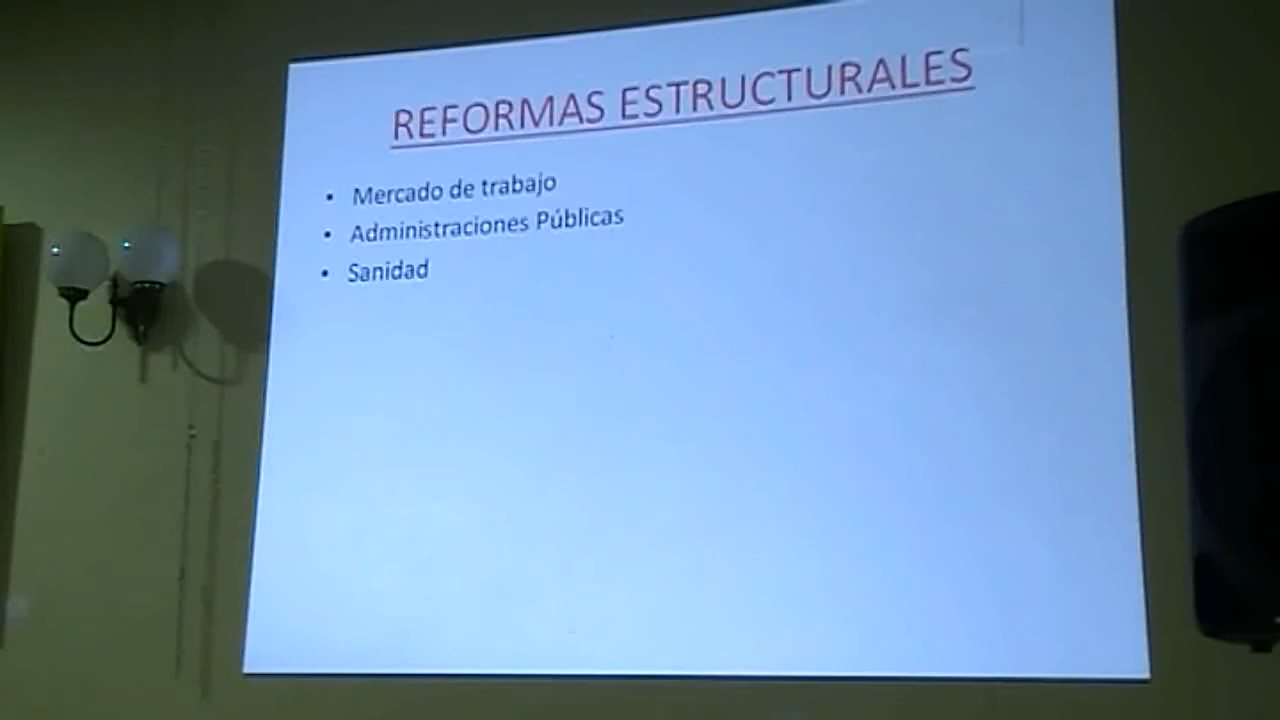 REFORMAS ESTRUCTURALES
• Mercado de trabajo
• Administraciones Públicas
• Sanidad